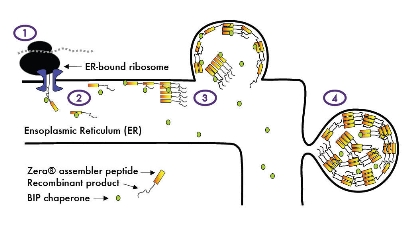 1
ER-bound ribosome
2
3
4
Ensoplasmic Reticulum (ER)
Zera® assembler peptide
Recombinant product
BIP chaperone